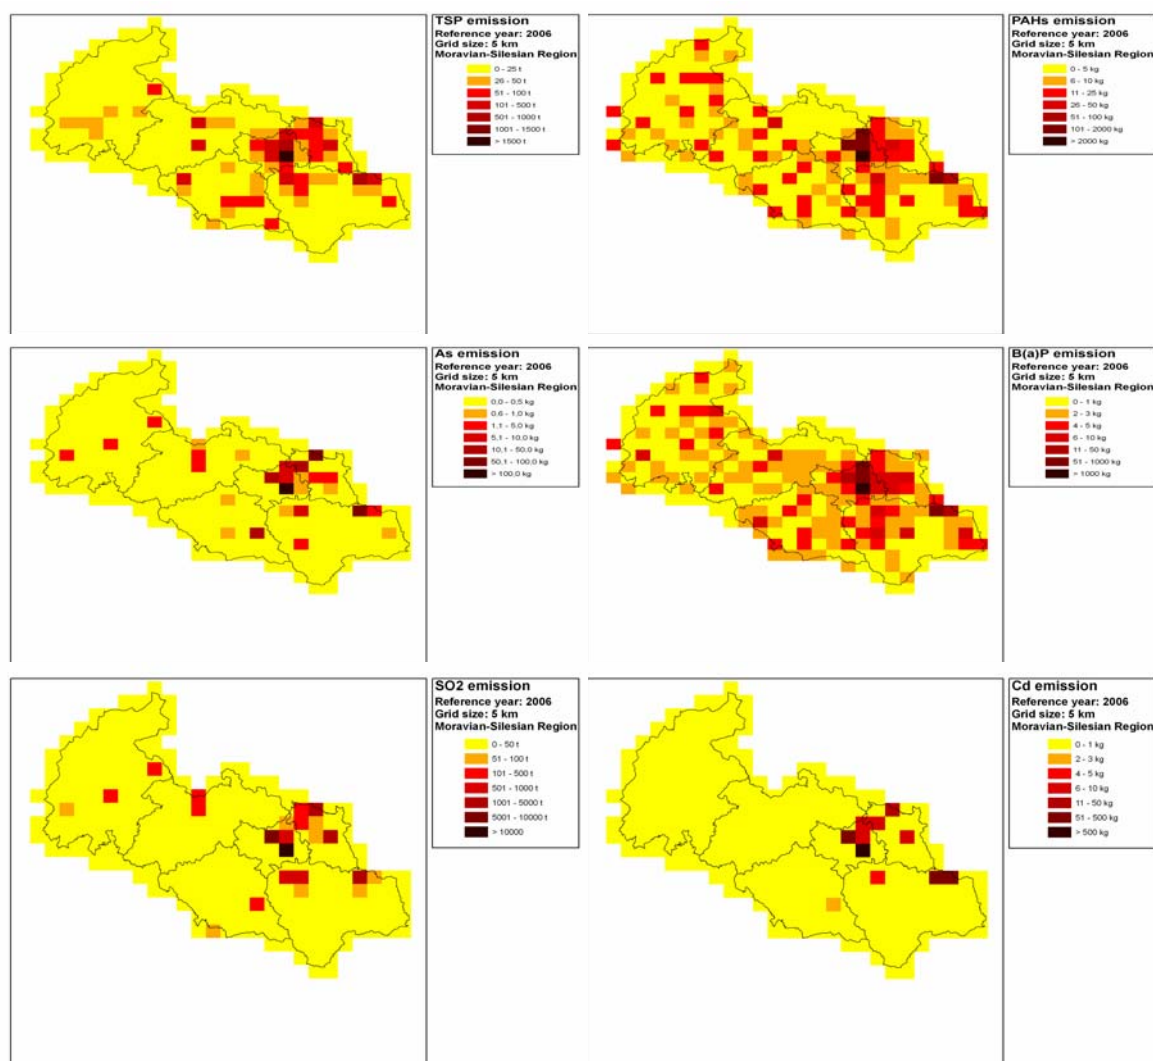 TSP emission
Reference year: 2006
Grid size: 5 km
Moravian-Silesian Region
0 - 25 t
26 - 50 t
51 - 100 t
101 - 500 t
501 - 1000 t
1001 - 1500 t
> 1500 t
PAHs emission
Reference year: 2006
Grid size: 5 km
Moravian-Silesian Region
0 - 5 kg
6 - 10 kg
11 - 25 kg
26 - 50 kg
51 - 100 kg
101 - 2000 kg
> 2000 kg
As emission
Reference year: 2006
Grid size: 5 km
Moravian-Silesian Region
0,0 - 0,5 kg
0,6 - 1,0 kg
1,1 - 5,0 kg
5,1 - 10,0 kg
10,1 - 50,0 kg
50,1 - 100,0 kg
> 100,0 kg
B(a)P emission
Reference year: 2006
Grid size: 5 km
Moravian-Silesian Region
0 - 1 kg
2 - 3 kg
4 - 5 kg
6 - 10 kg
11 - 50 kg
51 - 1000 kg
> 1000 kg
SO2 emission
Reference year: 2006
Grid size: 5 km
Moravian-Silesian Region
0 - 50 t
51 - 100 t
101 - 500 t
501 - 1000 t
1001 - 5000 t
5001 - 10000 t
> 10000
Cd emission
Reference year: 2006
Grid size: 5 km
Moravian-Silesian Region
0 - 1 kg
2 - 3 kg
4 - 5 kg
6 - 10 kg
11 - 50 kg
51 - 500 kg
> 500 kg